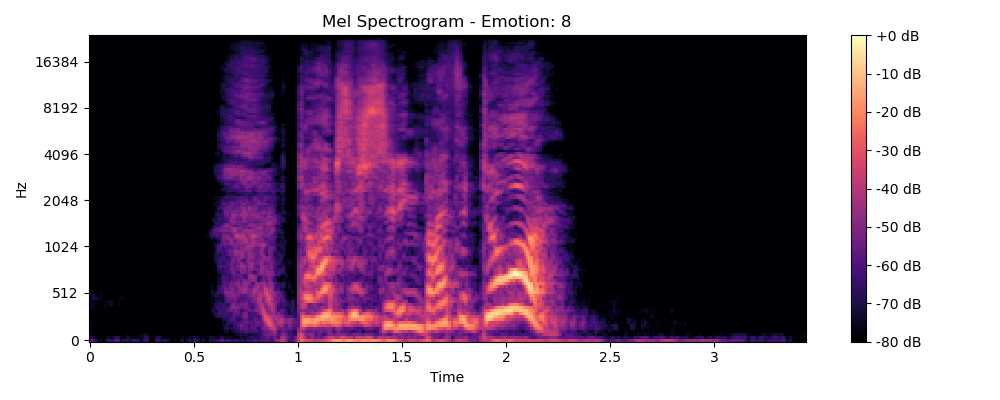 Mel Spectrogram - Emotion: 8
Hz
16384
8192
4096
2048
1024
512
0
0 0.5 1 1.5 2 2.5 3
Time
+0 dB
-10 dB
-20 dB
-30 dB
-40 dB
-50 dB
-60 dB
-70 dB
-80 dB